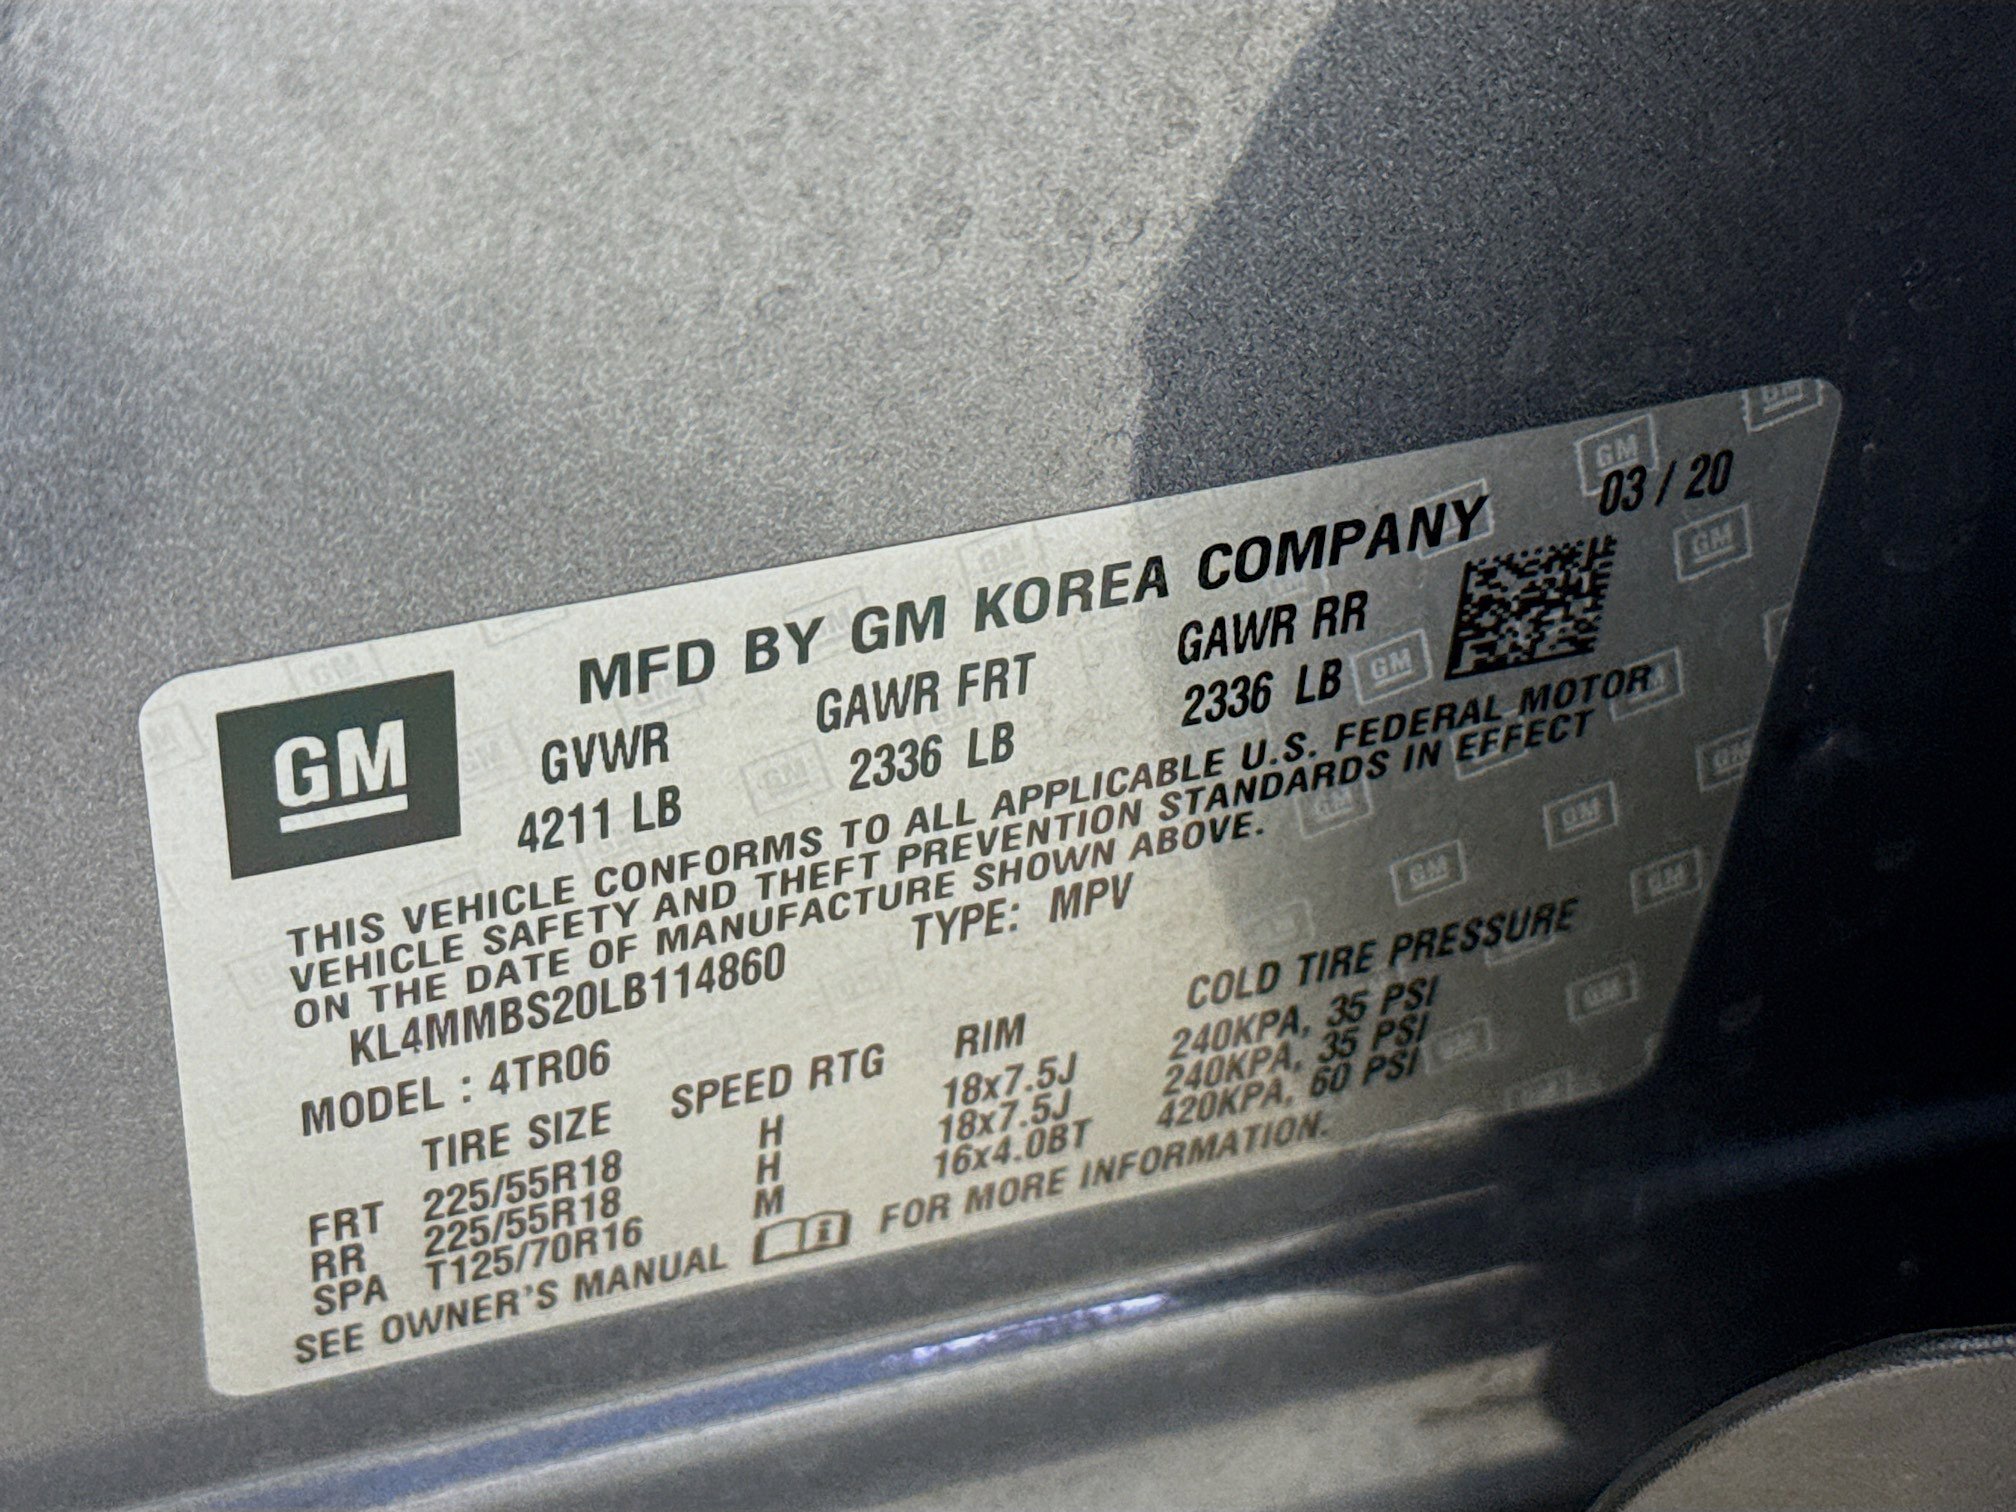 03 / 20
MFD BY GM KOREA COMPANY
GM
GVWR GAWR FRT GAWR RR
4211 LB 2336 LB 2336 LB
THIS VEHICLE CONFORMS TO ALL APPLICABLE U.S. FEDERAL MOTOR
VEHICLE SAFETY AND THEFT PREVENTION STANDARDS IN EFFECT
ON THE DATE OF MANUFACTURE SHOWN ABOVE.
KL4MMBS20LB114860 TYPE: MPV
MODEL : 4TR06
TIRE SIZE SPEED RTG RIM COLD TIRE PRESSURE
FRT 225/55R18 H 18x7.5J 240KPA, 35 PSI
RR 225/55R18 H 18x7.5J 240KPA, 35 PSI
SPA T125/70R16 M 16x4.0BT 420KPA, 60 PSI
SEE OWNER'S MANUAL FOR MORE INFORMATION.